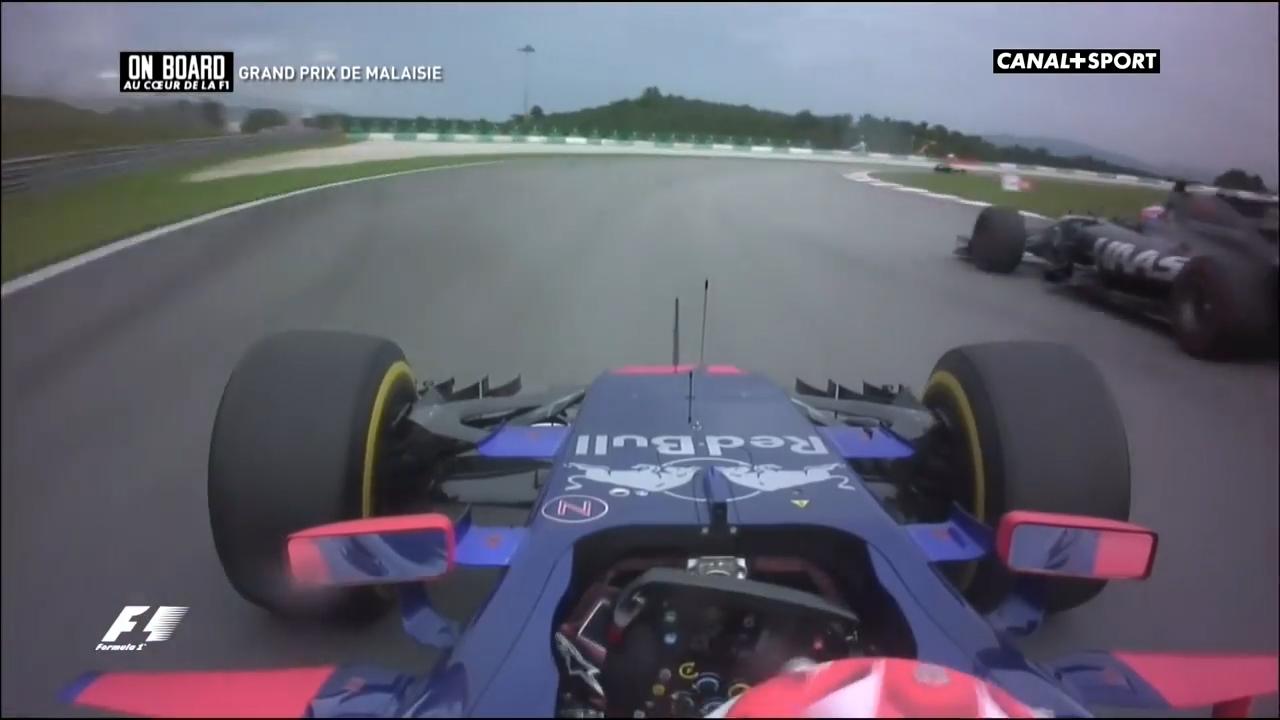 ON BOARD
AU CŒUR DE LA F1
GRAND PRIX DE MALAISIE
CANAL+SPORT
HAAS
Red Bull
Z
F1
Formula 1